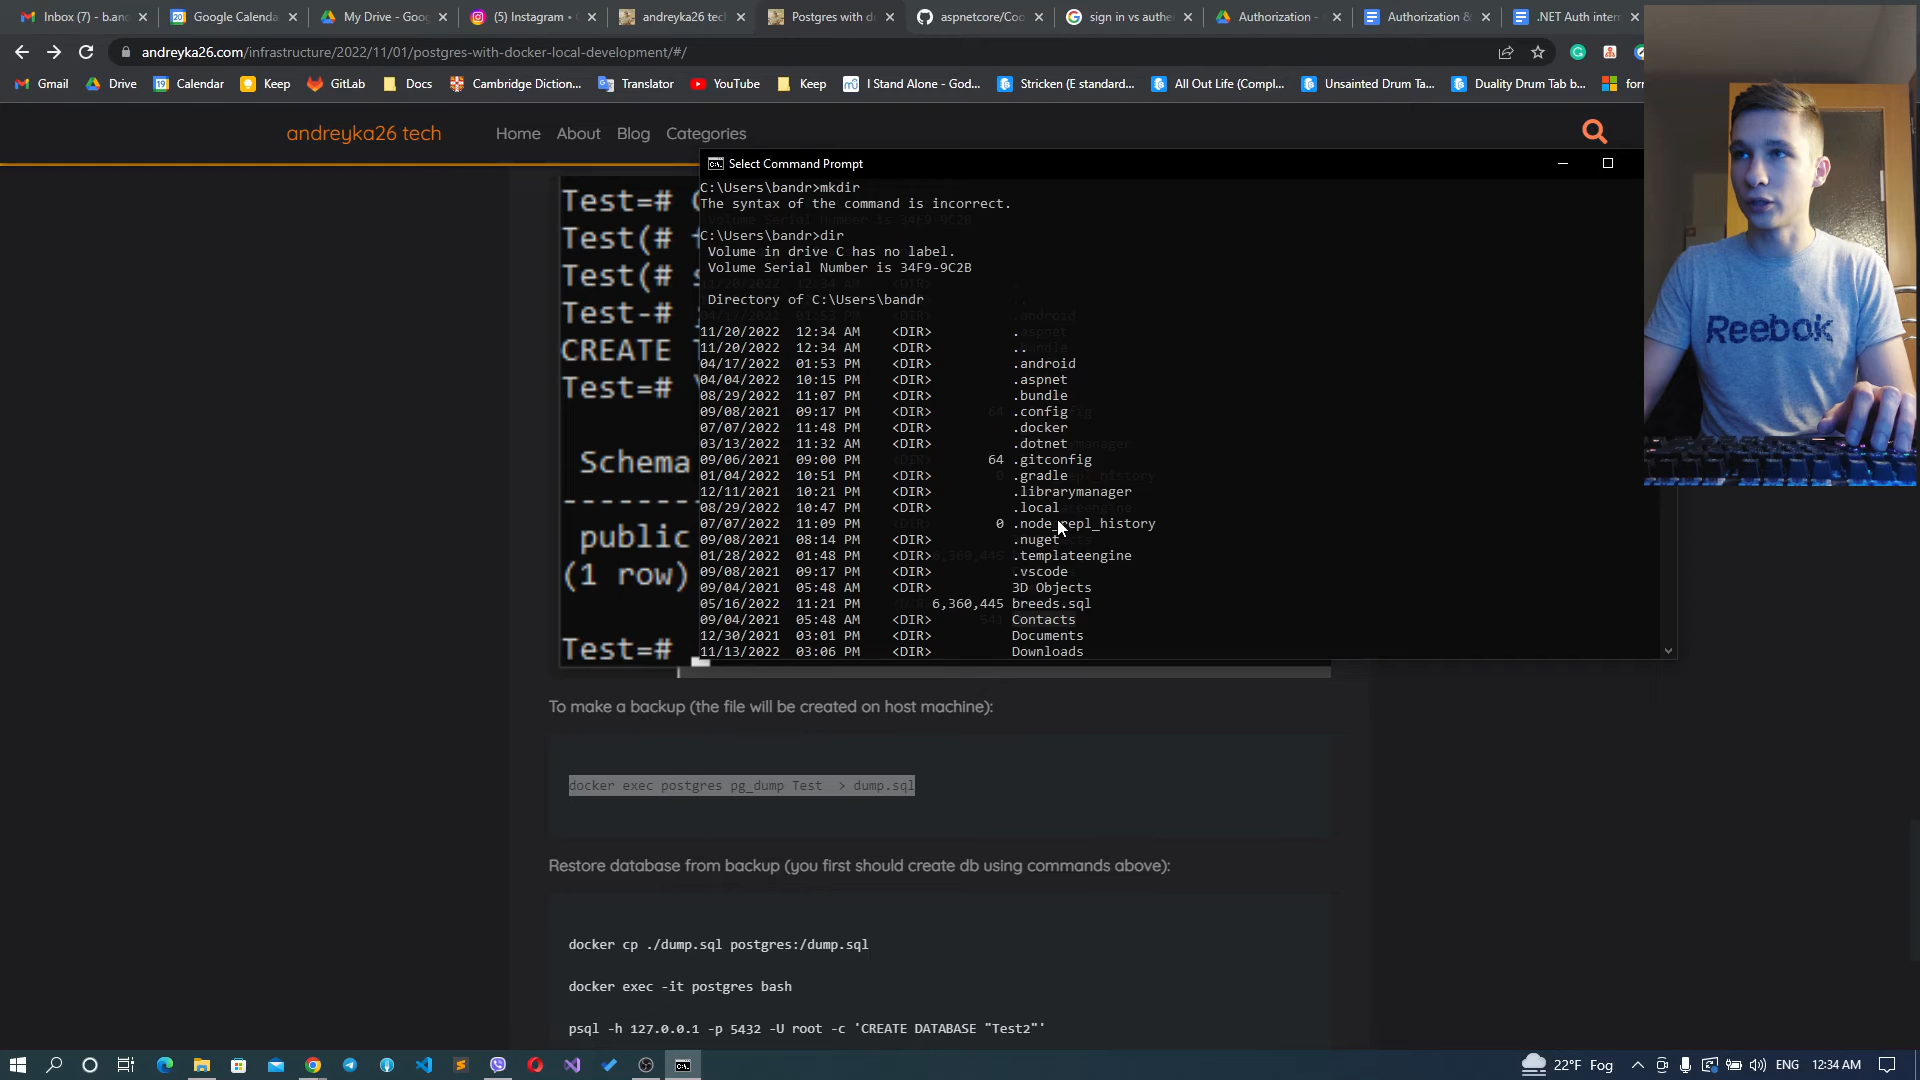 Inbox (7) - b.and
Google Calenda
My Drive - Goog
(5) Instagram •
andreyka26 tec
Postgres with do
aspnetcore/Coo
sign in vs authe
Authorization -
Authorization &
.NET Auth inter
andreyka26.com/infrastructure/2022/11/01/postgres-with-docker-local-development/#/
Gmail
Drive
Calendar
Keep
GitLab
Docs
Cambridge Diction...
Translator
YouTube
Keep
I Stand Alone - God...
Stricken (E standard...
All Out Life (Compl...
Unsainted Drum Ta...
Duality Drum Tab b...
for
andreyka26 tech
Home
About
Blog
Categories
Select Command Prompt
C:\Users\bandr>mkdir
The syntax of the command is incorrect.
C:\Users\bandr>dir
Volume in drive C has no label.
Volume Serial Number is 34F9-9C2B
Directory of C:\Users\bandr
11/20/2022 12:34 AM <DIR> .
11/20/2022 12:34 AM <DIR> ..
04/17/2022 01:53 PM <DIR> .android
04/04/2022 10:15 PM <DIR> .aspnet
08/29/2022 11:07 PM <DIR> .bundle
09/08/2021 09:17 PM <DIR> .config
07/07/2022 11:48 PM <DIR> .docker
03/13/2022 11:32 AM <DIR> .dotnet
09/06/2021 09:00 PM 64 .gitconfig
01/04/2022 10:51 PM <DIR> .gradle
12/11/2021 10:21 PM <DIR> .librarymanager
08/29/2022 10:47 PM <DIR> .local
07/07/2022 11:09 PM 0 .node_repl_history
09/08/2021 08:14 PM <DIR> .nuget
01/28/2022 01:48 PM <DIR> .templateengine
09/08/2021 09:17 PM <DIR> .vscode
09/04/2021 05:48 AM <DIR> 3D Objects
05/16/2022 11:21 PM 6,360,445 breeds.sql
09/04/2021 05:48 AM <DIR> Contacts
12/30/2021 03:01 PM <DIR> Documents
11/13/2022 03:06 PM <DIR> Downloads
Test=#
Test(#
Test(#
Test-#
CREATE
Test=#
Schema
--------
public
(1 row)
Test=#
Reebok
To make a backup (the file will be created on host machine):
docker exec postgres pg_dump Test > dump.sql
Restore database from backup (you first should create db using commands above):
docker cp ./dump.sql postgres:/dump.sql
docker exec -it postgres bash
psql -h 127.0.0.1 -p 5432 -U root -c 'CREATE DATABASE "Test2"'
22°F Fog
ENG
12:34 AM